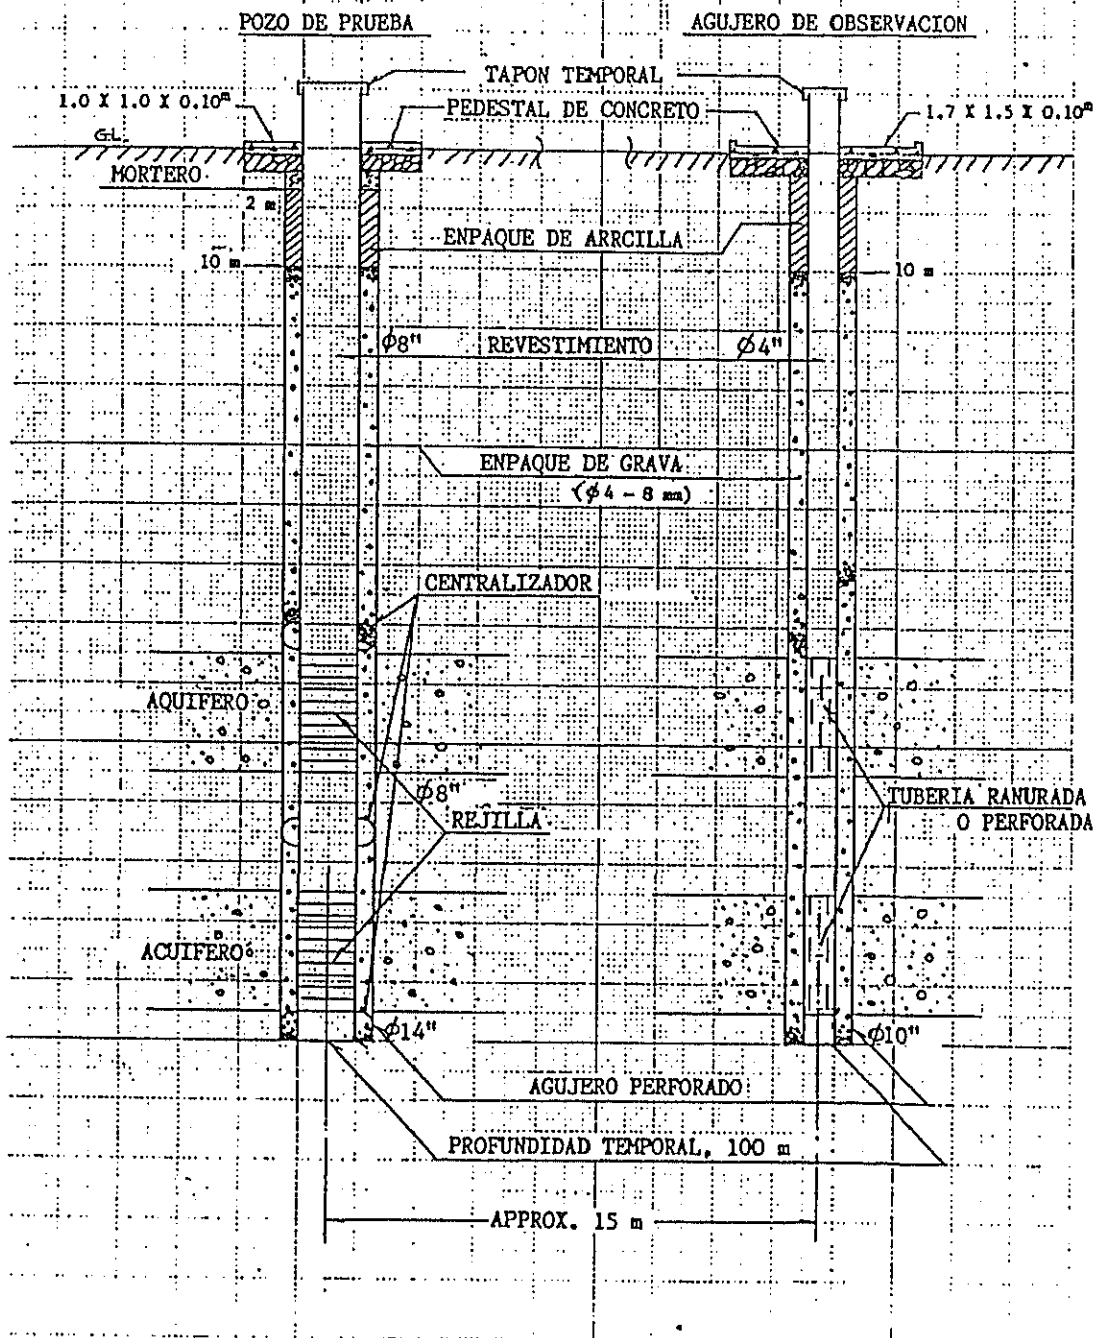 POZO DE PRUEBA
AGUJERO DE OBSERVACION
TAPON TEMPORAL
1.0 X 1.0 X 0.10m
PEDESTAL DE CONCRETO
1.7 X 1.5 X 0.10m
G.L.
MORTERO
2 m
ENPAQUE DE ARRCILLA
10 m
10 m
φ8"
REVESTIMIENTO
φ4"
ENPAQUE DE GRAVA
(φ4 - 8 mm)
CENTRALIZADOR
AQUIFERO
φ8"
REJILLA
TUBERIA RANURADA
O PERFORADA
ACUIFERO
φ14"
φ10"
AGUJERO PERFORADO
PROFUNDIDAD TEMPORAL, 100 m
APPROX. 15 m